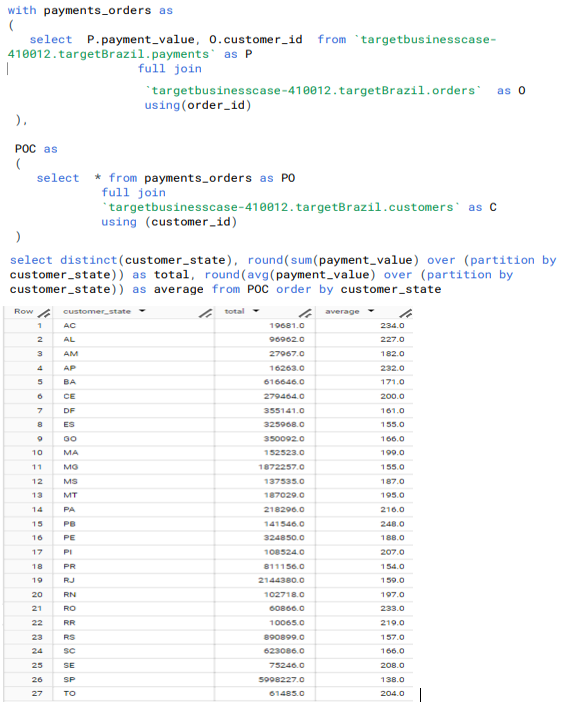 with payments_orders as
(
select P.payment_value, O.customer_id from `targetbusinesscase-
410012.targetBrazil.payments` as P
full join
`targetbusinesscase-410012.targetBrazil.orders` as O
using(order_id)
),
POC as
(
select * from payments_orders as PO
full join
`targetbusinesscase-410012.targetBrazil.customers` as C
using (customer_id)
)
select distinct(customer_state), round(sum(payment_value) over (partition by
customer_state)) as total, round(avg(payment_value) over (partition by
customer_state)) as average from POC order by customer_state
Row customer_state total average
1 AC 19681.0 234.0
2 AL 96962.0 227.0
3 AM 27967.0 182.0
4 AP 16263.0 232.0
5 BA 616646.0 171.0
6 CE 279464.0 200.0
7 DF 355141.0 161.0
8 ES 325968.0 155.0
9 GO 350092.0 166.0
10 MA 152523.0 199.0
11 MG 1872257.0 155.0
12 MS 137535.0 187.0
13 MT 187029.0 195.0
14 PA 218296.0 216.0
15 PB 141546.0 248.0
16 PE 324850.0 188.0
17 PI 108524.0 207.0
18 PR 811156.0 154.0
19 RJ 2144380.0 159.0
20 RN 102718.0 197.0
21 RO 60866.0 233.0
22 RR 10065.0 219.0
23 RS 890899.0 157.0
24 SC 623086.0 166.0
25 SE 75246.0 208.0
26 SP 5998227.0 138.0
27 TO 61485.0 204.0